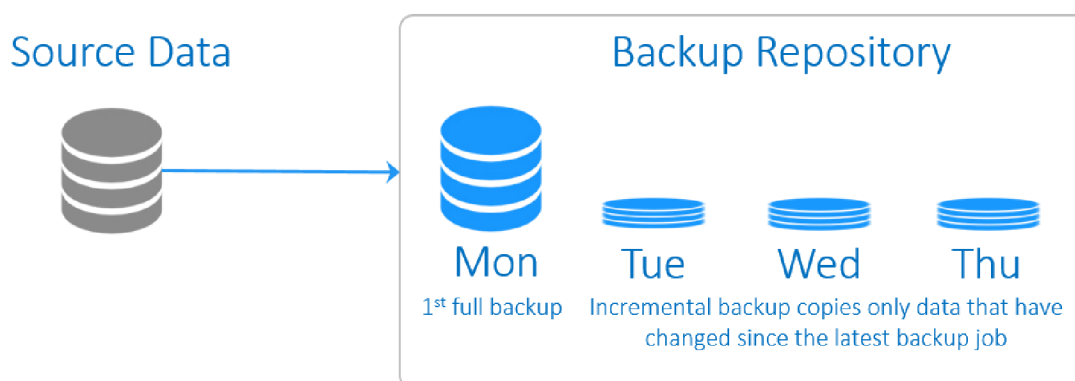 Source Data
Backup Repository
Mon
Tue
Wed
Thu
1st full backup
Incremental backup copies only data that have
changed since the latest backup job